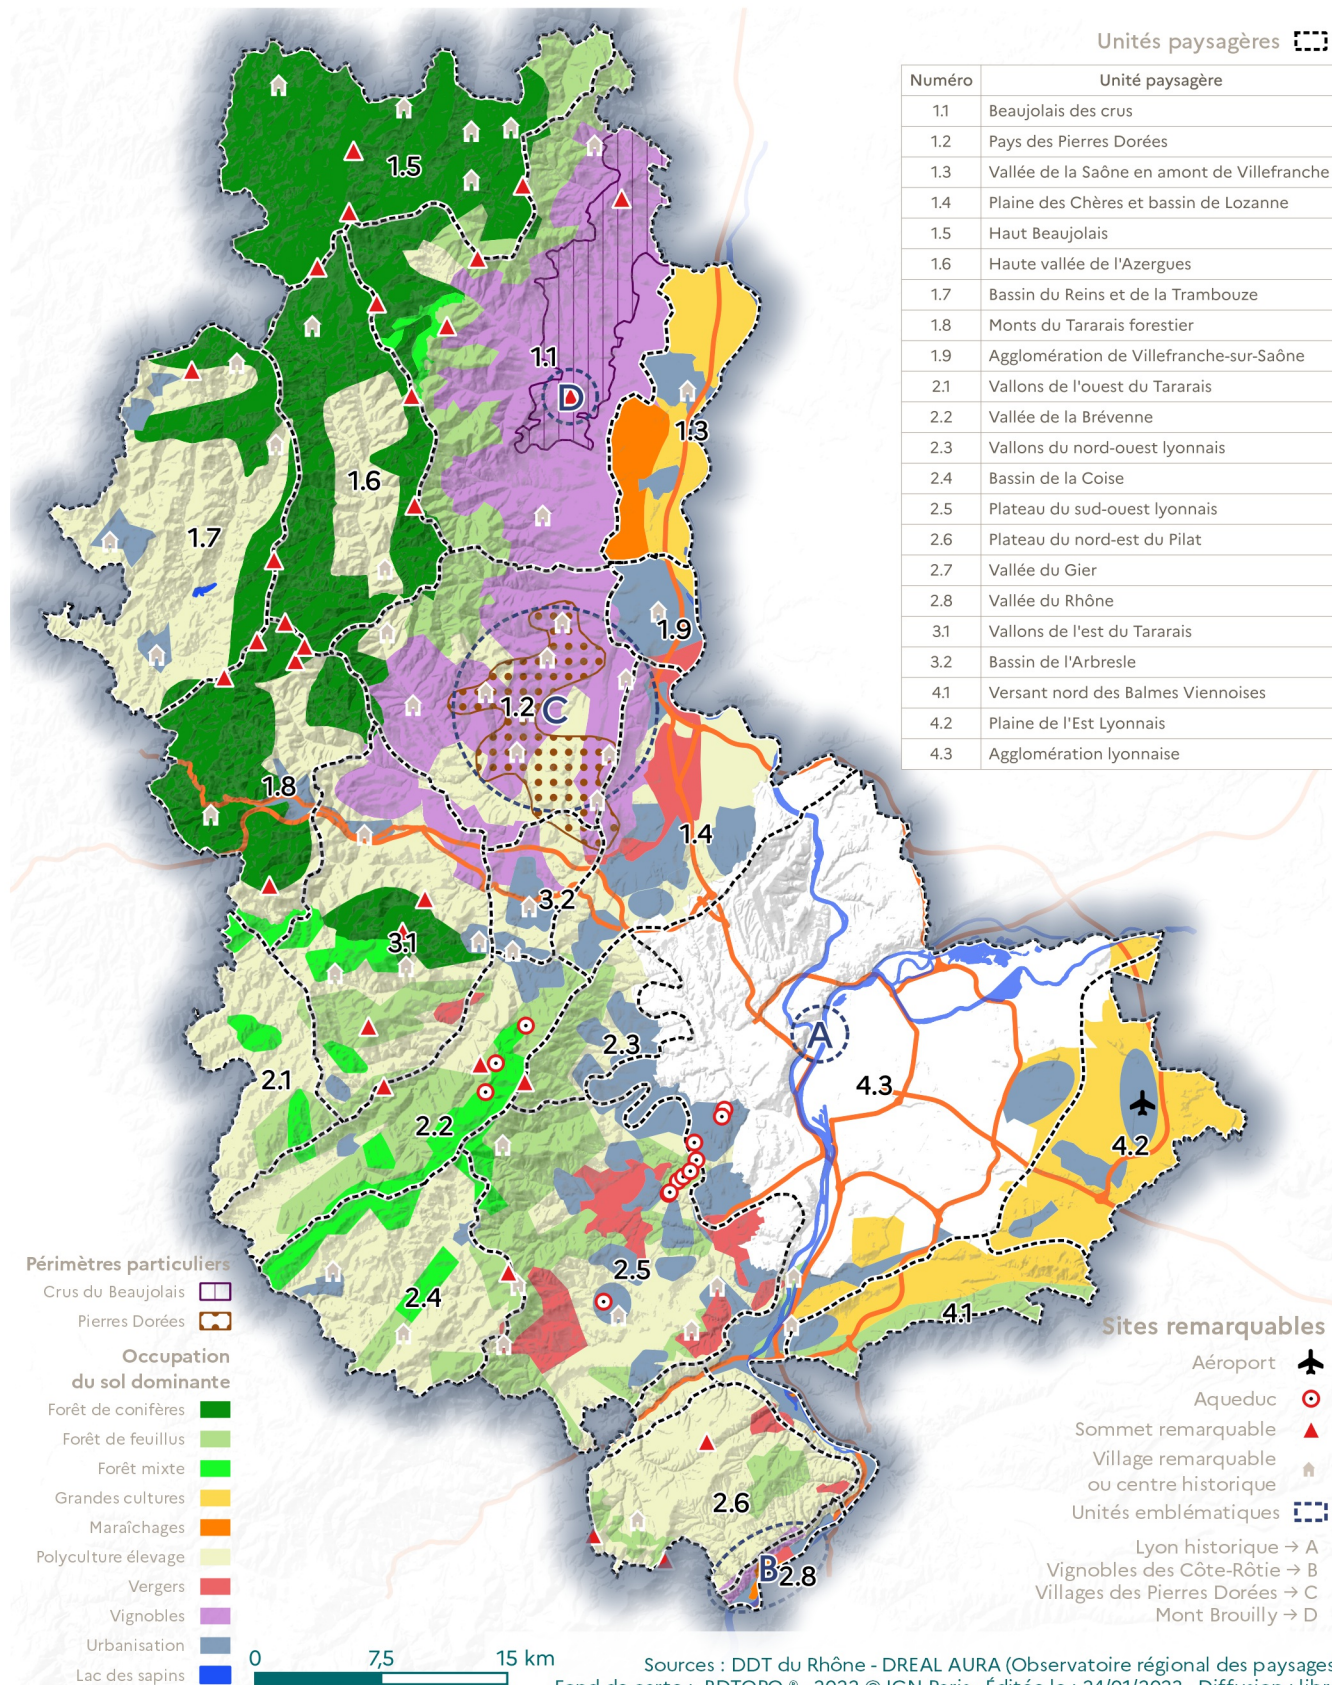 Unités paysagères
Numéro Unité paysagère
1.1 Beaujolais des crus
1.2 Pays des Pierres Dorées
1.3 Vallée de la Saône en amont de Villefranche
1.4 Plaine des Chères et bassin de Lozanne
1.5 Haut Beaujolais
1.6 Haute vallée de l'Azergues
1.7 Bassin du Reins et de la Trambouze
1.8 Monts du Tararais forestier
1.9 Agglomération de Villefranche-sur-Saône
2.1 Vallons de l'ouest du Tararais
2.2 Vallée de la Brévenne
2.3 Vallons du nord-ouest lyonnais
2.4 Bassin de la Coise
2.5 Plateau du sud-ouest lyonnais
2.6 Plateau du nord-est du Pilat
2.7 Vallée du Gier
2.8 Vallée du Rhône
3.1 Vallons de l'est du Tararais
3.2 Bassin de l'Arbresle
4.1 Versant nord des Balmes Viennoises
4.2 Plaine de l'Est Lyonnais
4.3 Agglomération lyonnaise
1.5
1.1
D
1.3
1.6
1.7
1.9
1.2
C
1.8
1.4
3.2
3.1
2.3
A
4.3
2.1
2.2
4.2
2.5
2.4
4.1
2.6
B
2.8
Périmètres particuliers
Crus du Beaujolais
Pierres Dorées
Occupation
du sol dominante
Forêt de conifères
Forêt de feuillus
Forêt mixte
Grandes cultures
Maraîchages
Polyculture élevage
Vergers
Vignobles
Urbanisation
Lac des sapins
Sites remarquables
Aéroport
Aqueduc
Sommet remarquable
Village remarquable
ou centre historique
Unités emblématiques
Lyon historique → A
Vignobles des Côte-Rôtie → B
Villages des Pierres Dorées → C
Mont Brouilly → D
0 7,5 15 km
Sources : DDT du Rhône - DREAL AURA (Observatoire régional des paysages